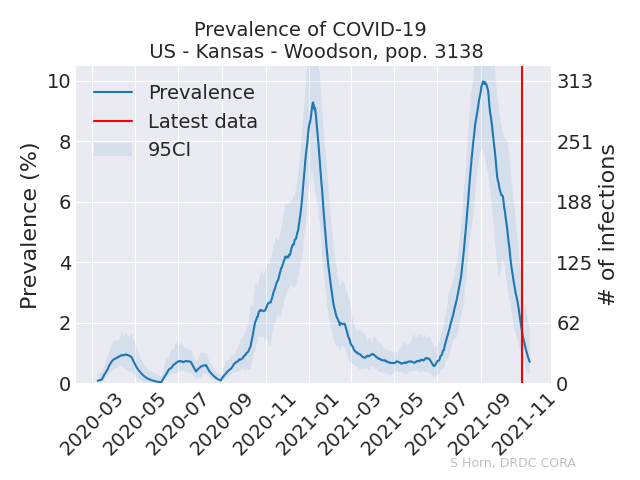 Prevalence of COVID-19
US - Kansas - Woodson, pop. 3138
Prevalence
Latest data
95CI
Prevalence (%)
10
8
6
4
2
0
# of infections
313
251
188
125
62
0
2020-03
2020-05
2020-07
2020-09
2020-11
2021-01
2021-03
2021-05
2021-07
2021-09
2021-11
S Horn, DRDC CORA